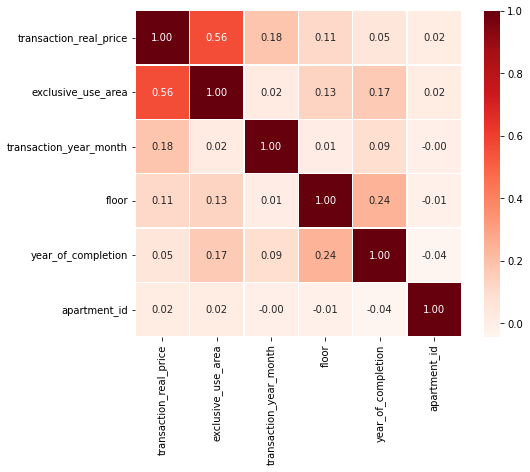 transaction_real_price 1.00 0.56 0.18 0.11 0.05 0.02
exclusive_use_area 0.56 1.00 0.02 0.13 0.17 0.02
transaction_year_month 0.18 0.02 1.00 0.01 0.09 -0.00
floor 0.11 0.13 0.01 1.00 0.24 -0.01
year_of_completion 0.05 0.17 0.09 0.24 1.00 -0.04
apartment_id 0.02 0.02 -0.00 -0.01 -0.04 1.00
transaction_real_price
exclusive_use_area
transaction_year_month
floor
year_of_completion
apartment_id
1.0
0.8
0.6
0.4
0.2
0.0